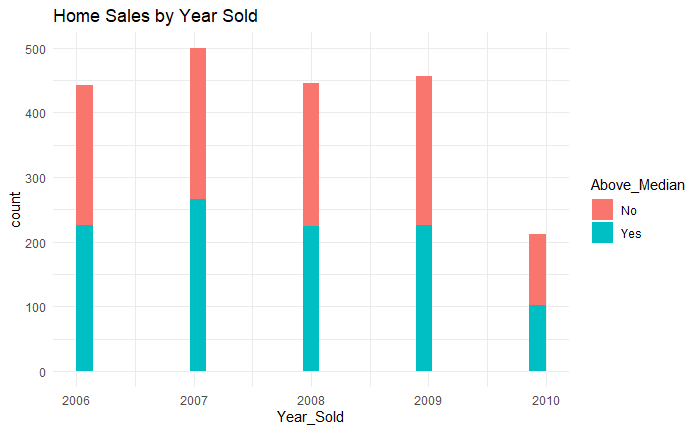 Home Sales by Year Sold
500
400
300
200
100
0
count
2006 2007 2008 2009 2010
Year_Sold
Above_Median
No
Yes